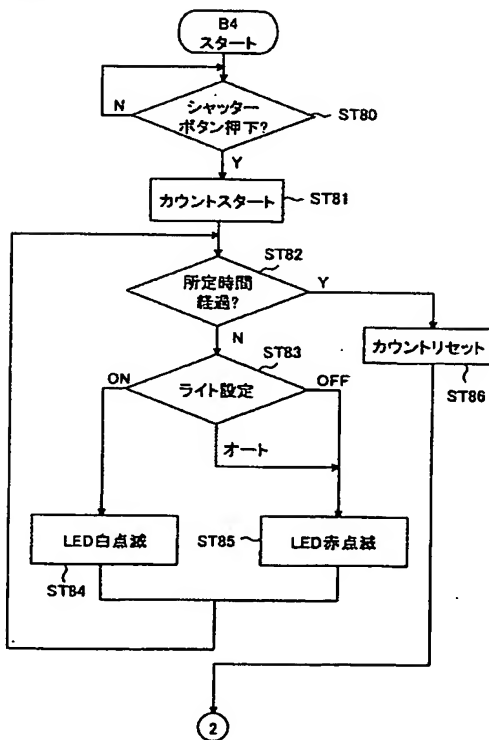 B4
スタート
シャッター
ボタン押下?
ST80
N
Y
カウントスタート
ST81
ST82
所定時間
経過?
Y
N
カウントリセット
ST86
ST83
ON
ライト設定
OFF
オート
LED白点滅
ST84
ST85
LED赤点滅
2